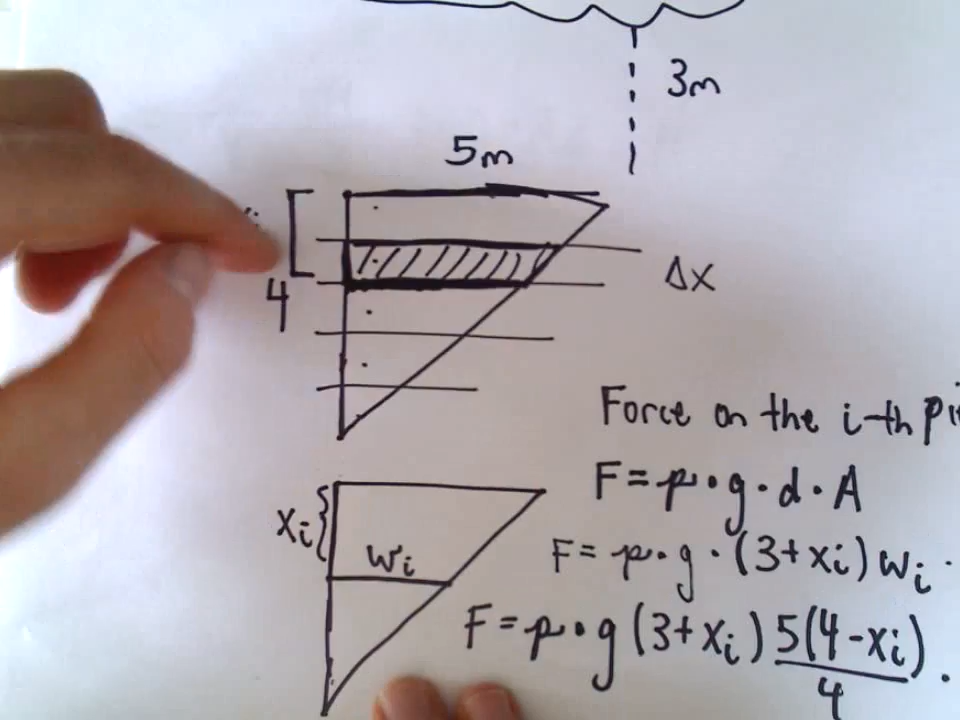 3m
5m
4
Δx
Force on the i-th
F = ρ · g · d · A
xi
wi
F = ρ · g · (3+xi) wi ·
F = ρ · g (3+xi) 5(4-xi)/4 ·